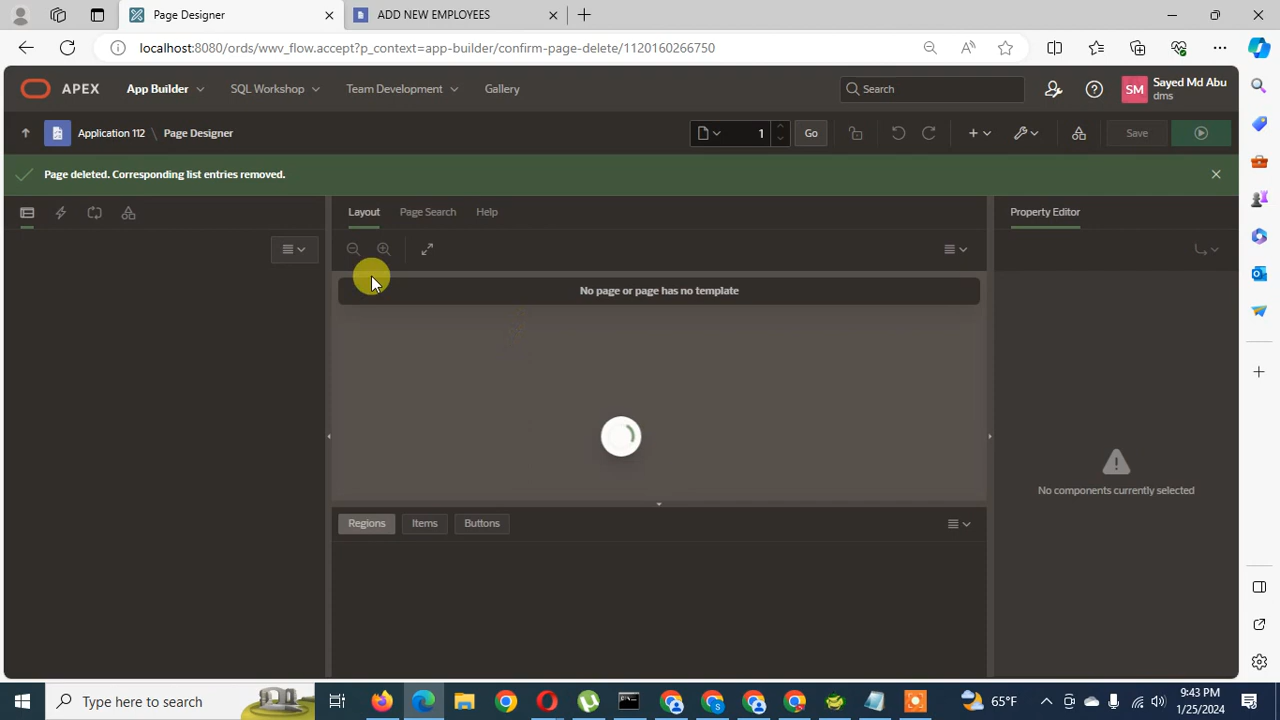 Page Designer
ADD NEW EMPLOYEES
localhost:8080/ords/wwv_flow.accept?p_context=app-builder/confirm-page-delete/1120160266750
APEX
App Builder
SQL Workshop
Team Development
Gallery
Search
SM
Sayed Md Abu
dms
Application 112 \ Page Designer
1
Go
Save
Page deleted. Corresponding list entries removed.
Layout
Page Search
Help
Property Editor
No page or page has no template
No components currently selected
Regions
Items
Buttons
Type here to search
65°F
9:43 PM
1/25/2024